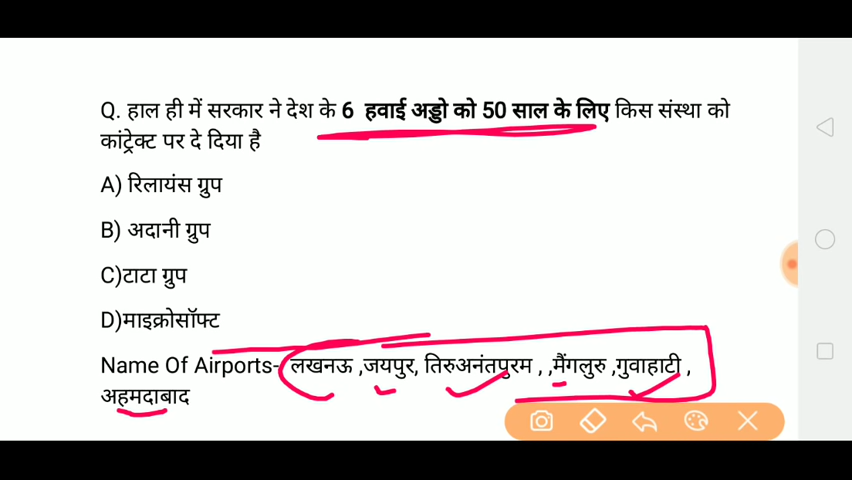 Q. हाल ही में सरकार ने देश के 6 हवाई अड्डो को 50 साल के लिए किस संस्था को
कांट्रेक्ट पर दे दिया है
A) रिलायंस ग्रुप
B) अदानी ग्रुप
C)टाटा ग्रुप
D)माइक्रोसॉफ्ट
Name Of Airports- लखनऊ ,जयपुर, तिरुअनंतपुरम , ,मैंगलुरु ,गुवाहाटी ,
अहमदाबाद